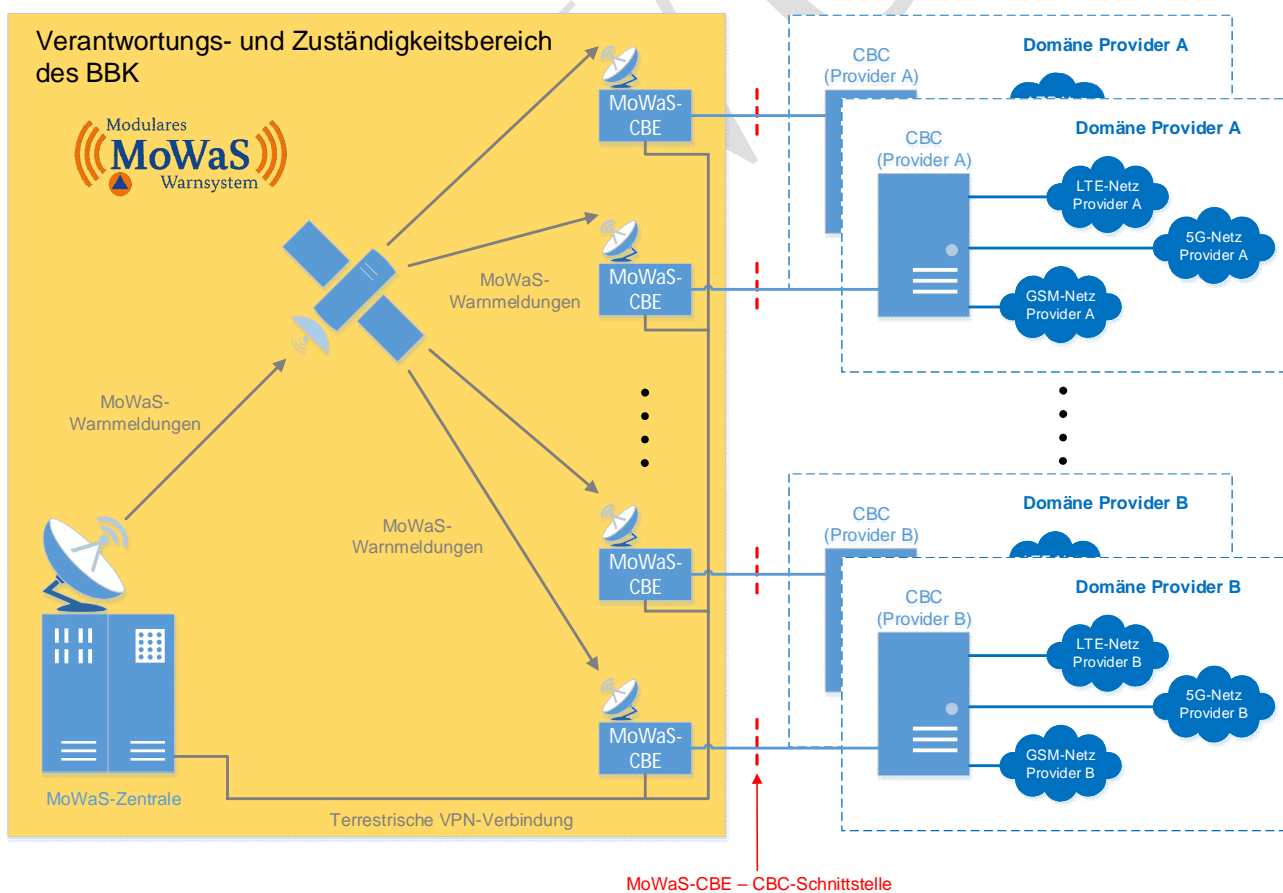 Verantwortungs- und Zuständigkeitsbereich
des BBK
Modulares
MoWaS
Warnsystem
MoWaS-
Warnmeldungen
MoWaS-
Warnmeldungen
MoWaS-
Warnmeldungen
MoWaS-Zentrale
Terrestrische VPN-Verbindung
MoWaS-
CBE
MoWaS-
CBE
MoWaS-
CBE
MoWaS-
CBE
MoWaS-CBE – CBC-Schnittstelle
Domäne Provider A
CBC
(Provider A)
Domäne Provider A
CBC
(Provider A)
LTE-Netz
Provider A
5G-Netz
Provider A
GSM-Netz
Provider A
Domäne Provider B
CBC
(Provider B)
Domäne Provider B
CBC
(Provider B)
LTE-Netz
Provider B
5G-Netz
Provider B
GSM-Netz
Provider B